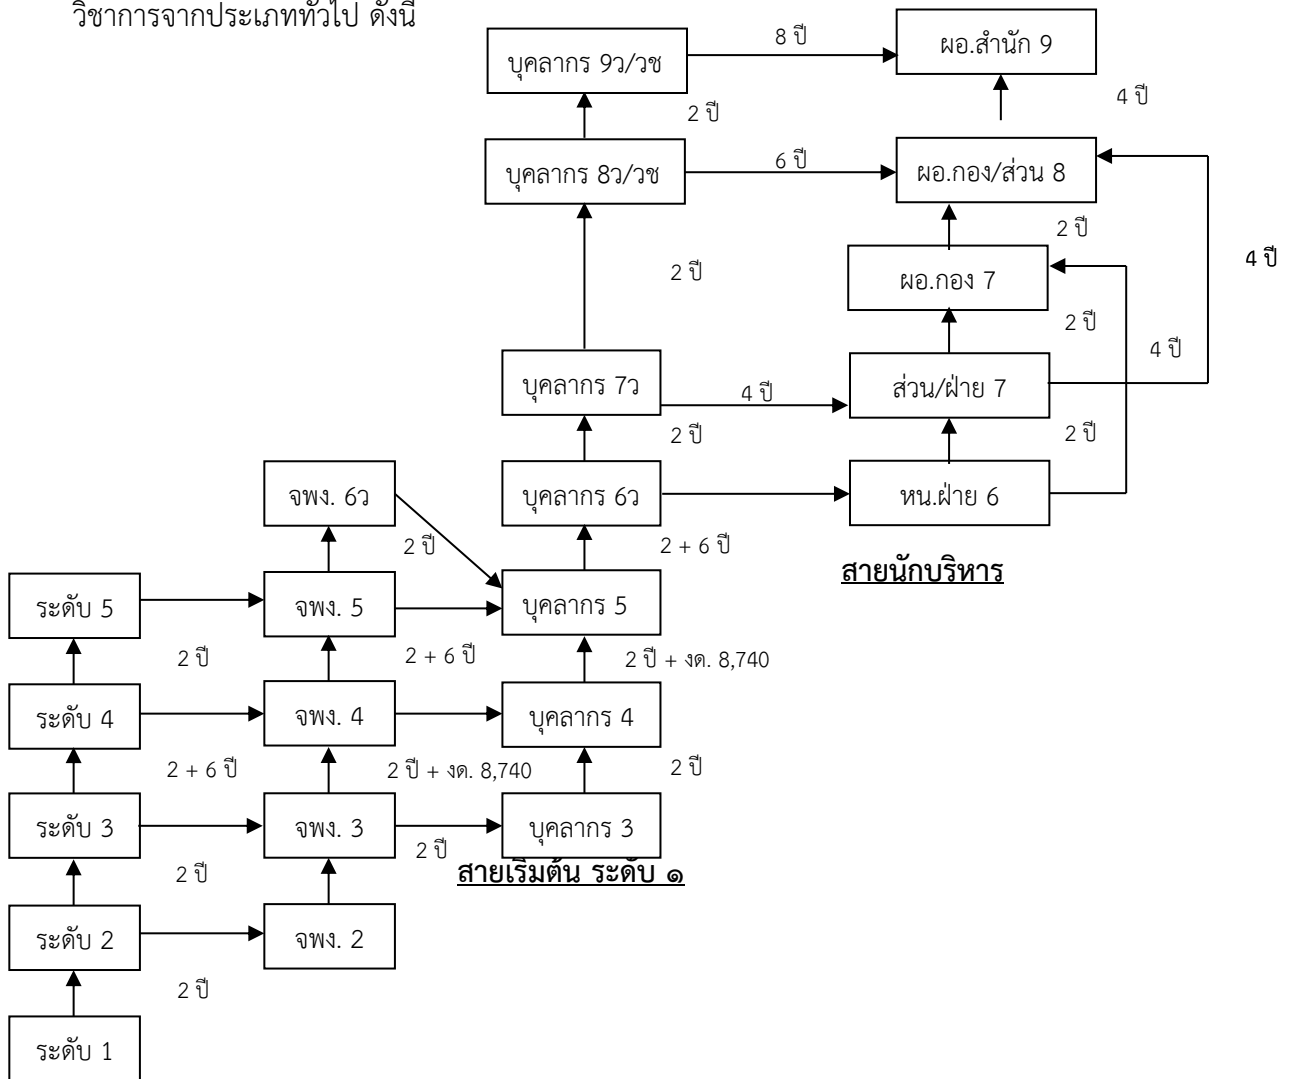 วิชาการจากประเภททั่วไป ดังนี้
บุคลากร 9ว/วช
8 ปี
ผอ.สำนัก 9
2 ปี
4 ปี
บุคลากร 8ว/วช
6 ปี
ผอ.กอง/ส่วน 8
2 ปี
2 ปี
4 ปี
ผอ.กอง 7
2 ปี
4 ปี
บุคลากร 7ว
4 ปี
ส่วน/ฝ่าย 7
2 ปี
2 ปี
จพง. 6ว
บุคลากร 6ว
หน.ฝ่าย 6
2 ปี
2 + 6 ปี
สายนักบริหาร
ระดับ 5
จพง. 5
บุคลากร 5
2 ปี
2 + 6 ปี
2 ปี + งด. 8,740
ระดับ 4
จพง. 4
บุคลากร 4
2 + 6 ปี
2 ปี + งด. 8,740
2 ปี
ระดับ 3
จพง. 3
บุคลากร 3
2 ปี
2 ปี
สายเริ่มต้น ระดับ ๑
ระดับ 2
จพง. 2
2 ปี
ระดับ 1